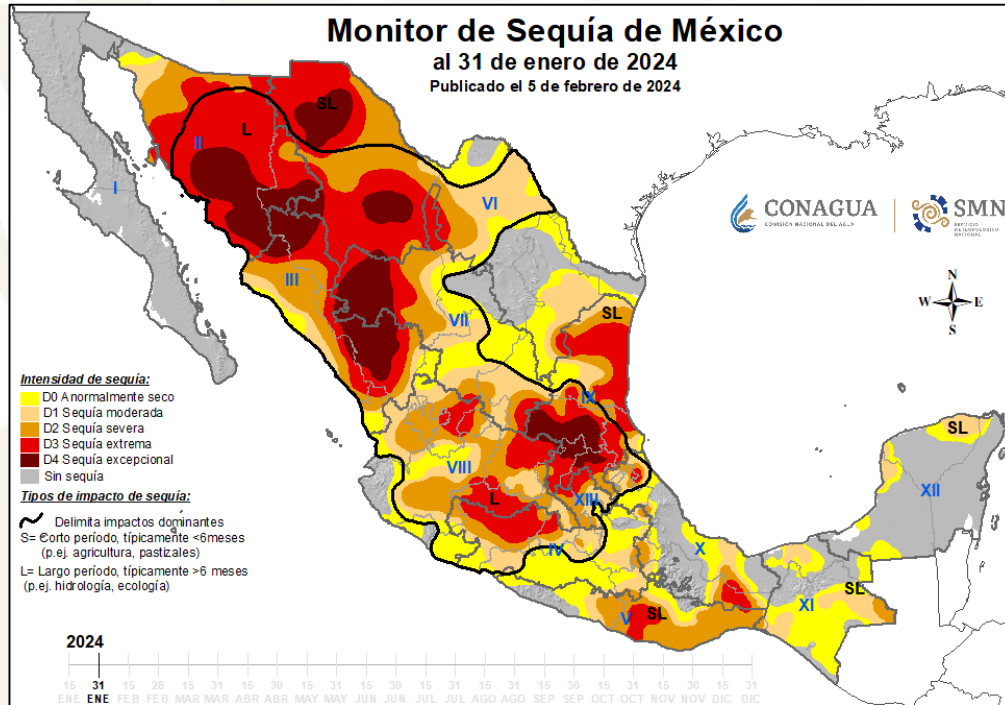 Monitor de Sequía de México
al 31 de enero de 2024
Publicado el 5 de febrero de 2024
SL
L
II
I
VI
CONAGUA
COMISIÓN NACIONAL DEL AGUA
SMN
SERVICIO
METEOROLÓGICO
NACIONAL
III
N
W E
S
SL
VII
Intensidad de sequía:
D0 Anormalmente seco
D1 Sequía moderada
D2 Sequía severa
D3 Sequía extrema
D4 Sequía excepcional
Sin sequía
IX
SL
VIII
XII
Tipos de impacto de sequía:
L
XIII
Delimita impactos dominantes
S= Corto período, típicamente <6meses
(p.ej. agricultura, pastizales)
L= Largo período, típicamente >6 meses
(p.ej. hidrología, ecología)
IV
X
SL
XI
V
SL
2024
15 31 15 28 15 31 15 30 15 31 15 30 15 31 15 31 15 30 15 31 15 30 15 31
ENE ENE FEB FEB MAR MAR ABR ABR MAY MAY JUN JUN JUL JUL AGO AGO SEP SEP OCT OCT NOV NOV DIC DIC